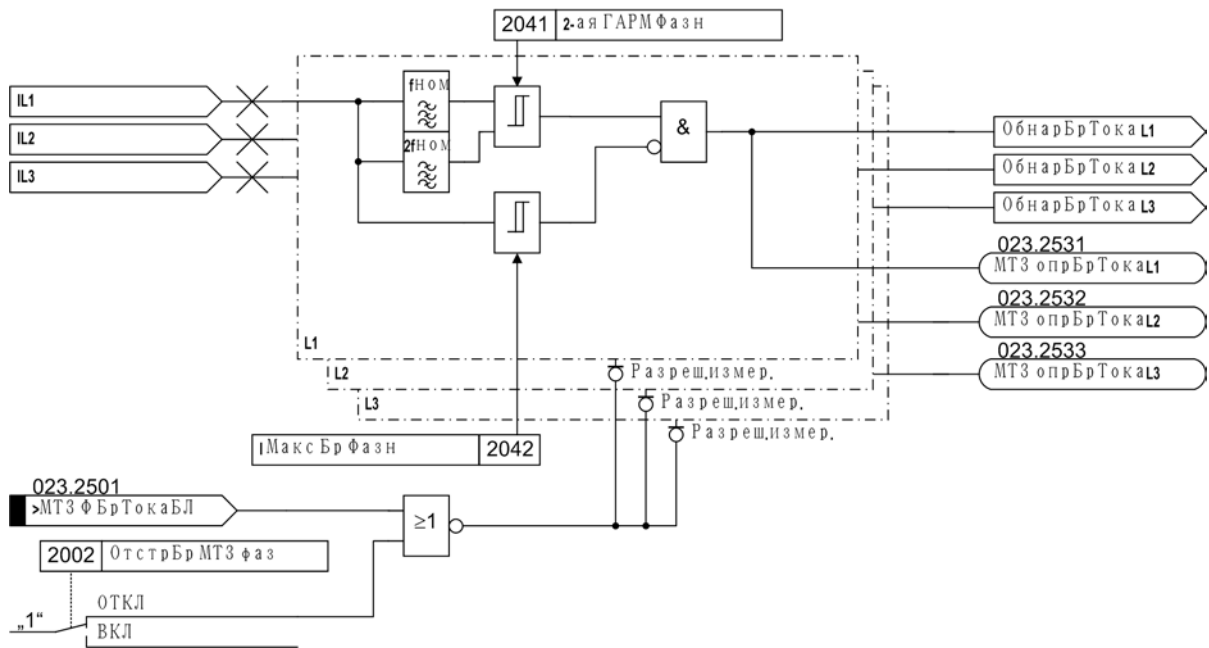 2041 2-ая ГАРМ Фазн
IL1
IL2
IL3
fНОМ
2fНОМ
&
ОбнарБрТока L1
ОбнарБрТока L2
ОбнарБрТока L3
023.2531
МТЗ опрБрТока L1
023.2532
МТЗ опрБрТока L2
023.2533
МТЗ опрБрТока L3
L1
L2
L3
Разреш.измер.
Разреш.измер.
Разреш.измер.
IМакс Бр Фазн 2042
023.2501
>МТЗ ФБрТокаБЛ
≥1
2002 ОтстрБр МТЗ фаз
„1“
ОТКЛ
ВКЛ